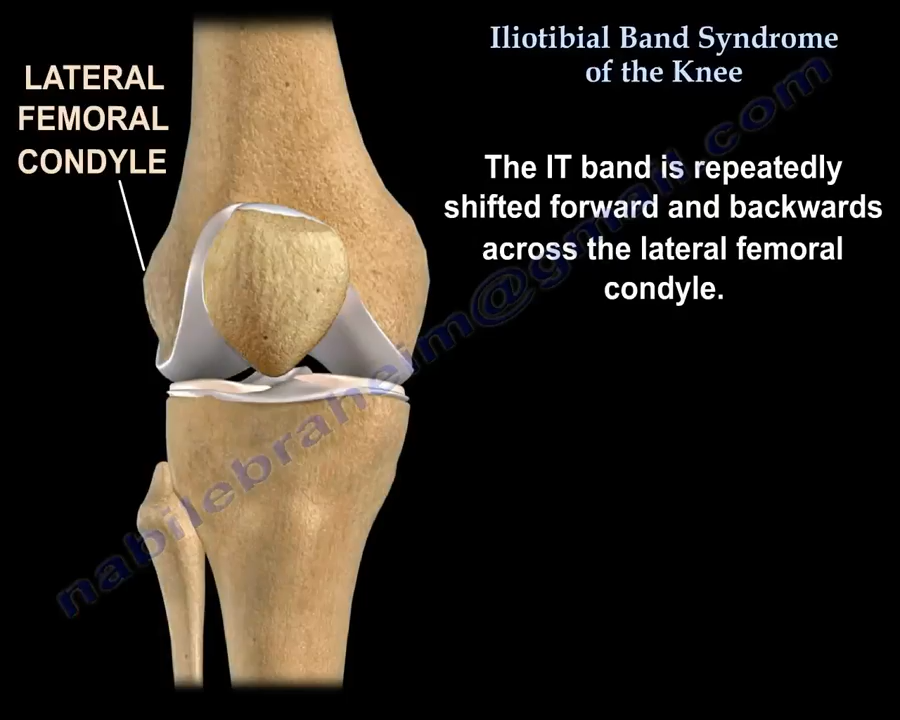 LATERAL
FEMORAL
CONDYLE
Iliotibial Band Syndrome
of the Knee
The IT band is repeatedly
shifted forward and backwards
across the lateral femoral
condyle.
nabilebraheim@gmail.com